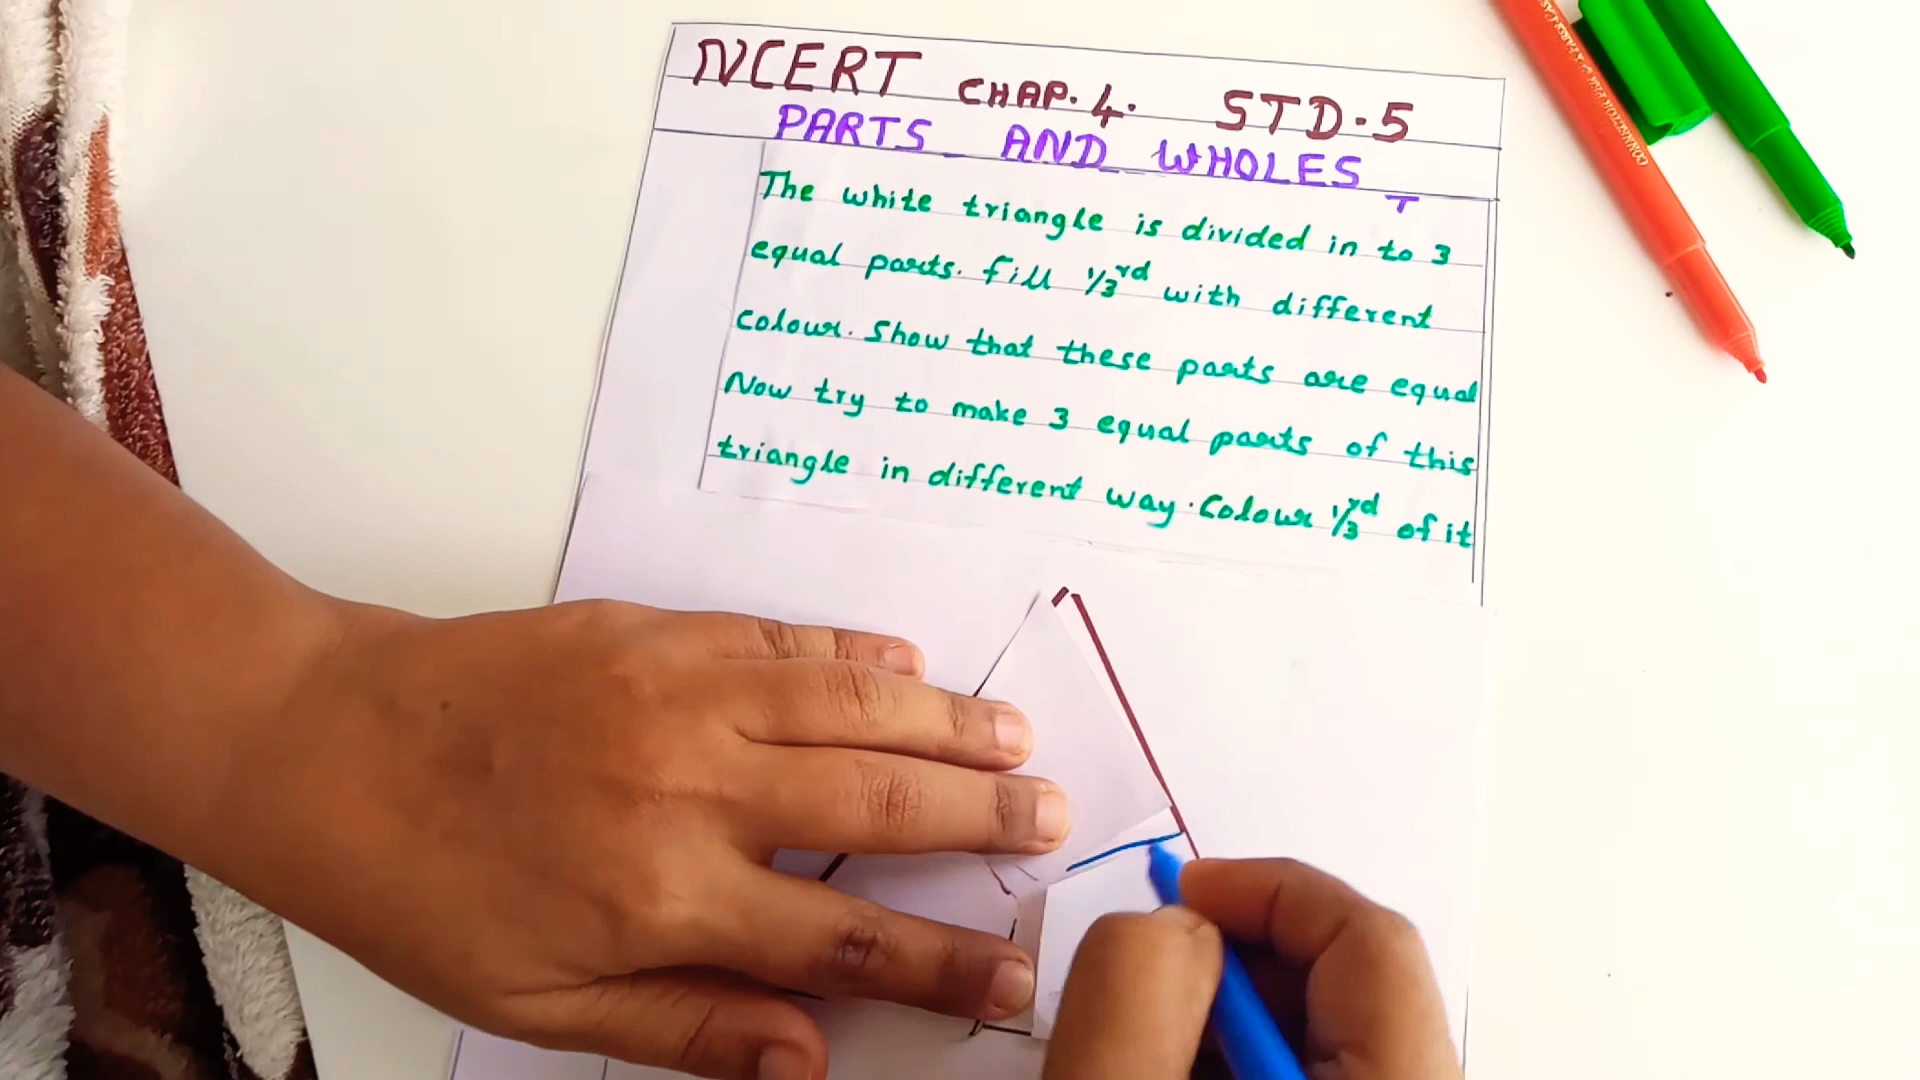 NCERT CHAP. 4. STD. 5
PARTS AND WHOLES
The white triangle is divided in to 3
equal parts. fill 1/3rd with different
colour. Show that these parts are equal
Now try to make 3 equal parts of this
triangle in different way. Colour 1/3rd of it